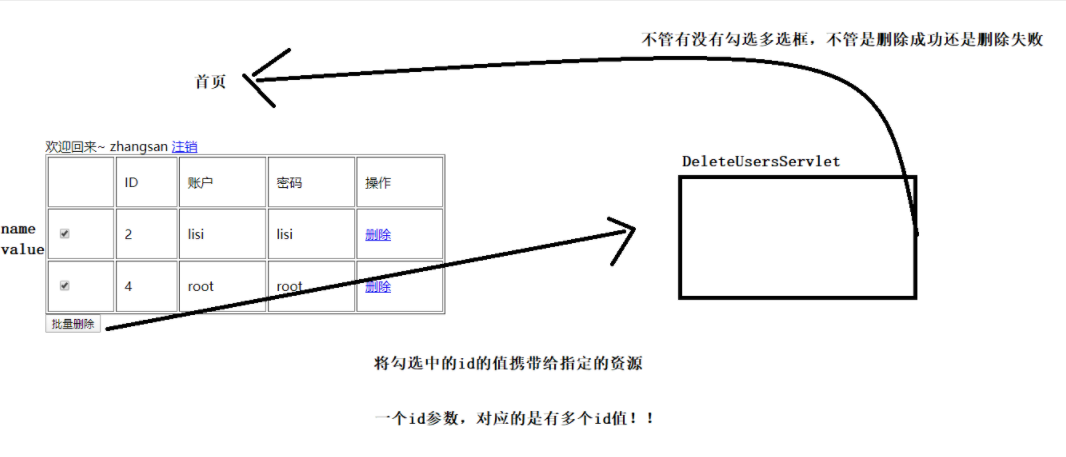 不管有没有勾选多选框，不管是删除成功还是删除失败
首页
欢迎回来~ zhangsan 注销
DeleteUsersServlet
ID 账户 密码 操作
name
value
2 lisi lisi 删除
4 root root 删除
批量删除
将勾选中的id的值携带给指定的资源
一个id参数，对应的是有多个id值！！